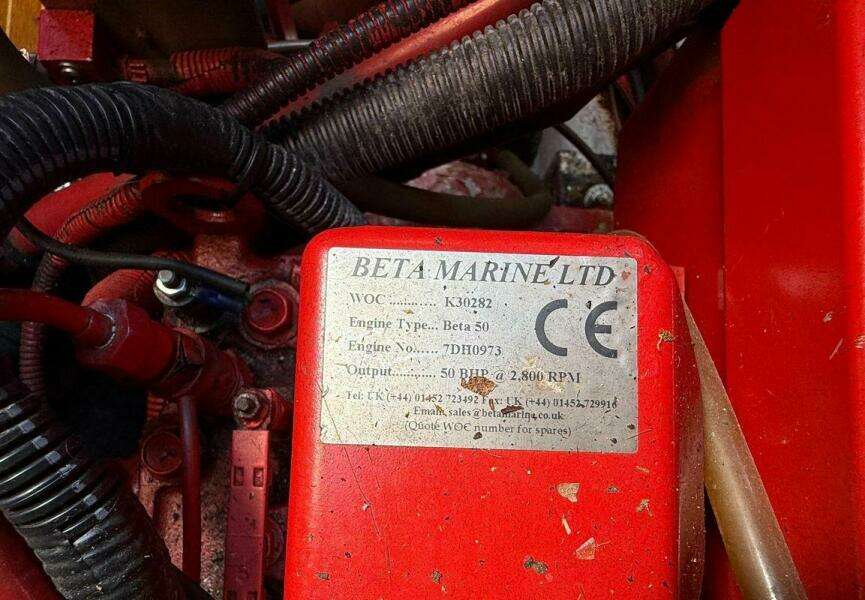 BETA MARINE LTD
WOC ............ K30282
Engine Type... Beta 50
Engine No...... 7DH0973
Output............ 50 BHP @ 2,800 RPM
CE
Tel: UK (+44) 01452 723492 Fax: UK (+44) 01452 729916
Email: sales@betamarine.co.uk
(Quote WOC number for spares)